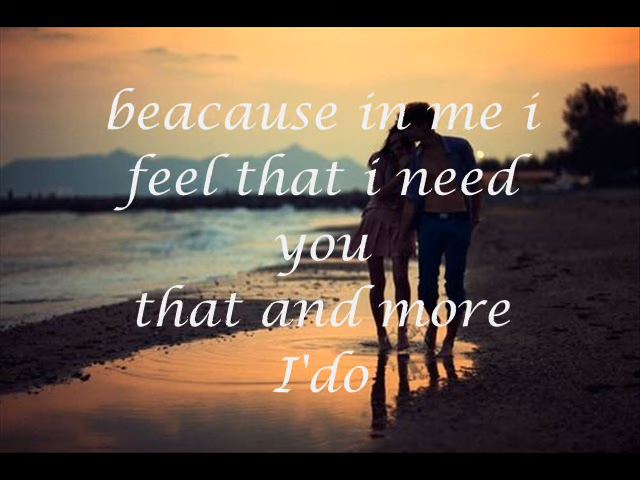 beacause in me i
feel that i need
you
that and more
I'do